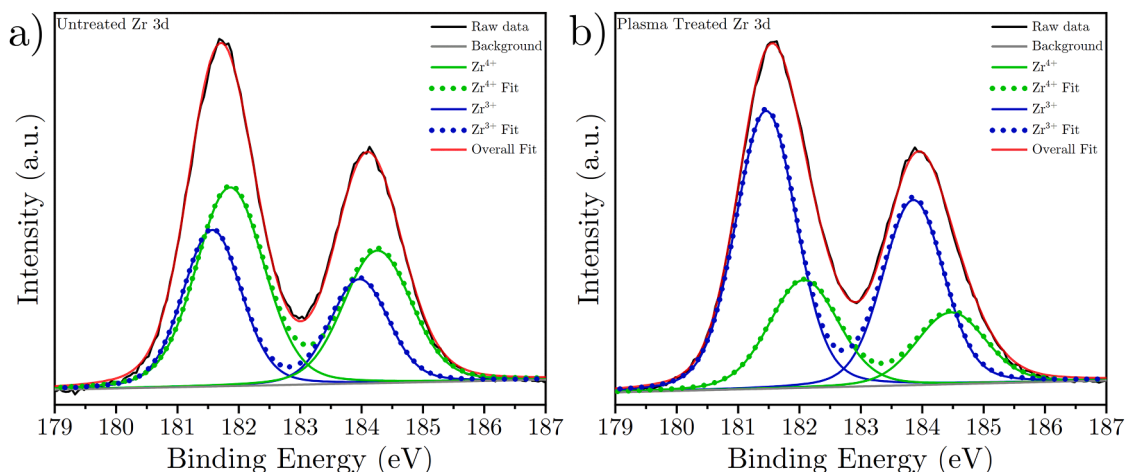 a)
Untreated Zr 3d
Raw data
Background
Zr⁴⁺
Zr⁴⁺ Fit
Zr³⁺
Zr³⁺ Fit
Overall Fit
Intensity (a.u.)
179 180 181 182 183 184 185 186 187
Binding Energy (eV)
b)
Plasma Treated Zr 3d
Raw data
Background
Zr⁴⁺
Zr⁴⁺ Fit
Zr³⁺
Zr³⁺ Fit
Overall Fit
Intensity (a.u.)
179 180 181 182 183 184 185 186 187
Binding Energy (eV)